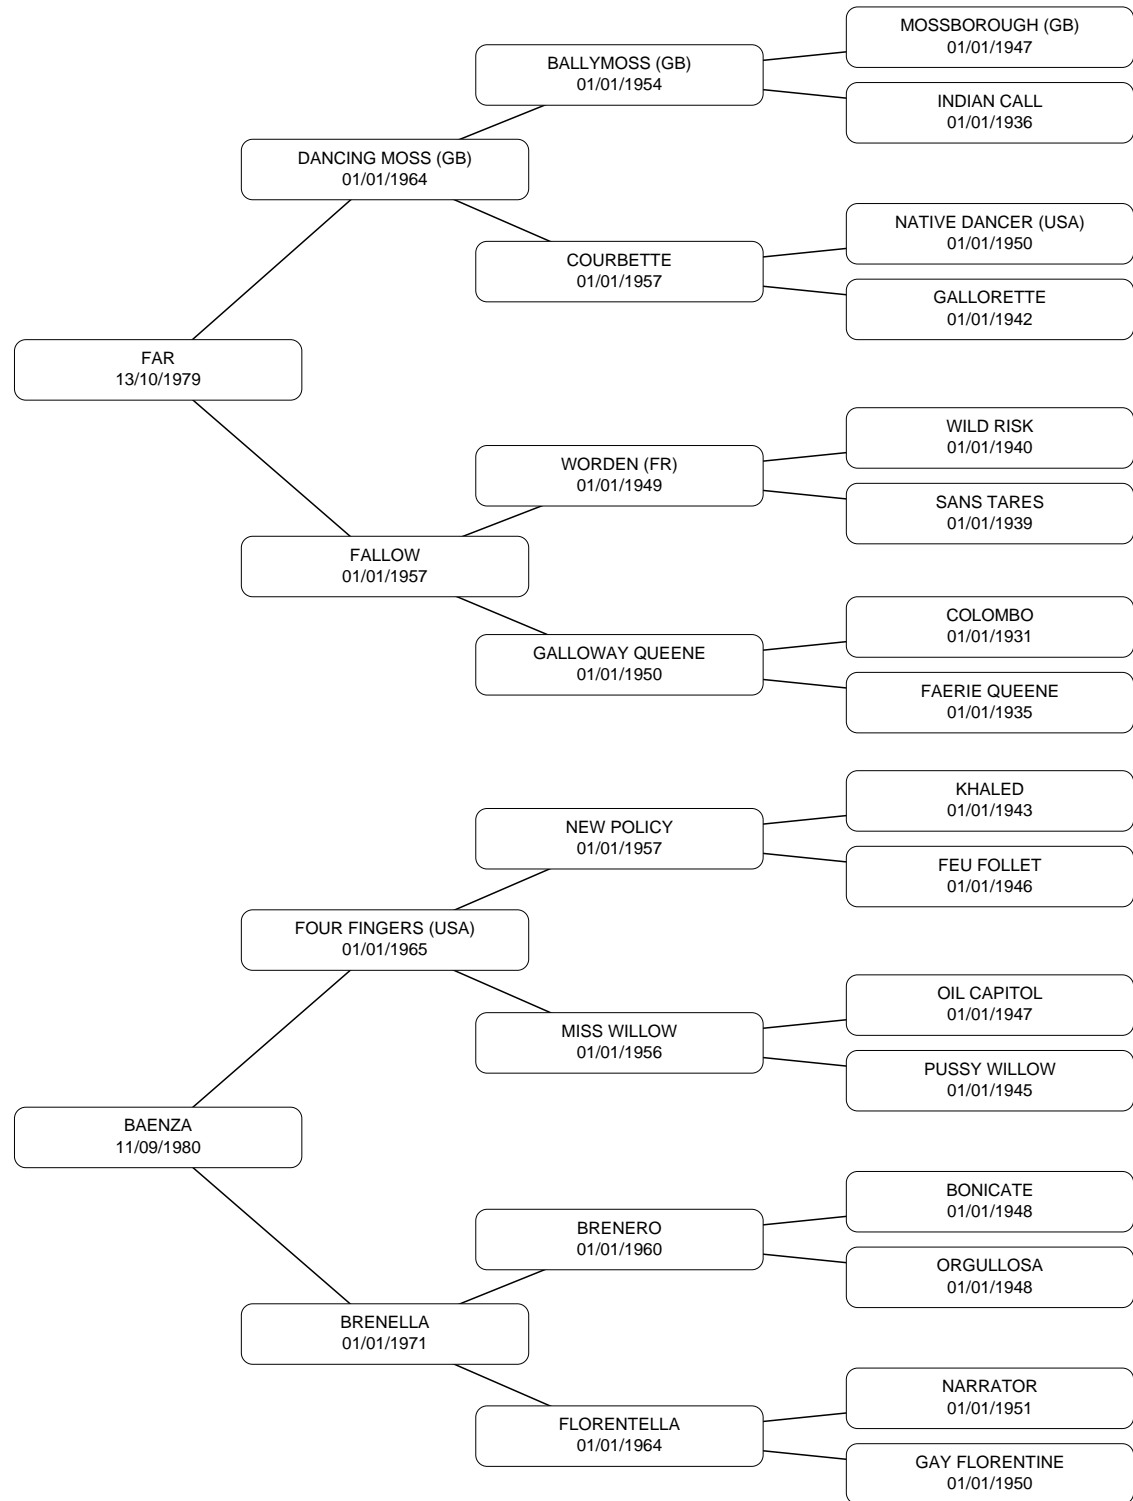 MOSSBOROUGH (GB)
01/01/1947
BALLYMOSS (GB)
01/01/1954
INDIAN CALL
01/01/1936
DANCING MOSS (GB)
01/01/1964
NATIVE DANCER (USA)
01/01/1950
COURBETTE
01/01/1957
GALLORETTE
01/01/1942
FAR
13/10/1979
WILD RISK
01/01/1940
WORDEN (FR)
01/01/1949
SANS TARES
01/01/1939
FALLOW
01/01/1957
COLOMBO
01/01/1931
GALLOWAY QUEENE
01/01/1950
FAERIE QUEENE
01/01/1935
KHALED
01/01/1943
NEW POLICY
01/01/1957
FEU FOLLET
01/01/1946
FOUR FINGERS (USA)
01/01/1965
OIL CAPITOL
01/01/1947
MISS WILLOW
01/01/1956
PUSSY WILLOW
01/01/1945
BAENZA
11/09/1980
BONICATE
01/01/1948
BRENERO
01/01/1960
ORGULLOSA
01/01/1948
BRENELLA
01/01/1971
NARRATOR
01/01/1951
FLORENTELLA
01/01/1964
GAY FLORENTINE
01/01/1950